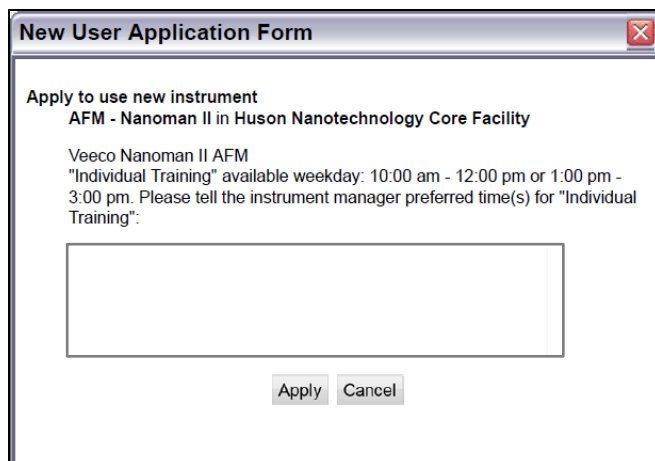 New User Application Form
Apply to use new instrument
AFM - Nanoman II in Huson Nanotechnology Core Facility
Veeco Nanoman II AFM
"Individual Training" available weekday: 10:00 am - 12:00 pm or 1:00 pm -
3:00 pm. Please tell the instrument manager preferred time(s) for "Individual
Training":
Apply Cancel